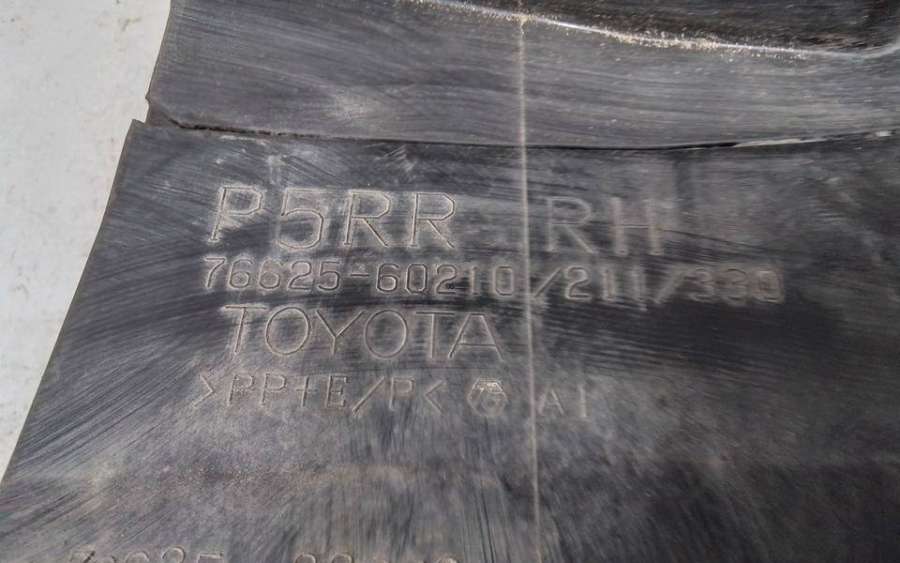 P5RR RH
76625-60210/211/330
TOYOTA
>PP+E/P< A1